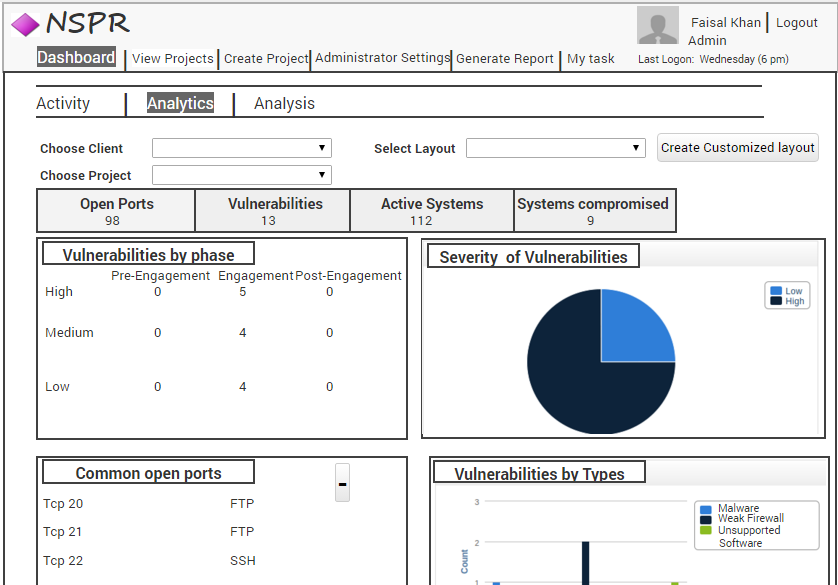 NSPR
Faisal Khan | Logout
Admin
Dashboard | View Projects | Create Project | Administrator Settings | Generate Report | My task
Last Logon: Wednesday (6 pm)
Activity | Analytics | Analysis
Choose Client
Select Layout
Create Customized layout
Choose Project
Open Ports Vulnerabilities Active Systems Systems compromised
98 13 112 9
Vulnerabilities by phase
Pre-Engagement Engagement Post-Engagement
High 0 5 0
Medium 0 4 0
Low 0 4 0
Severity of Vulnerabilities
Low
High
Common open ports
-
Tcp 20 FTP
Tcp 21 FTP
Tcp 22 SSH
Vulnerabilities by Types
3
2
1
Count
Malware
Weak Firewall
Unsupported
Software